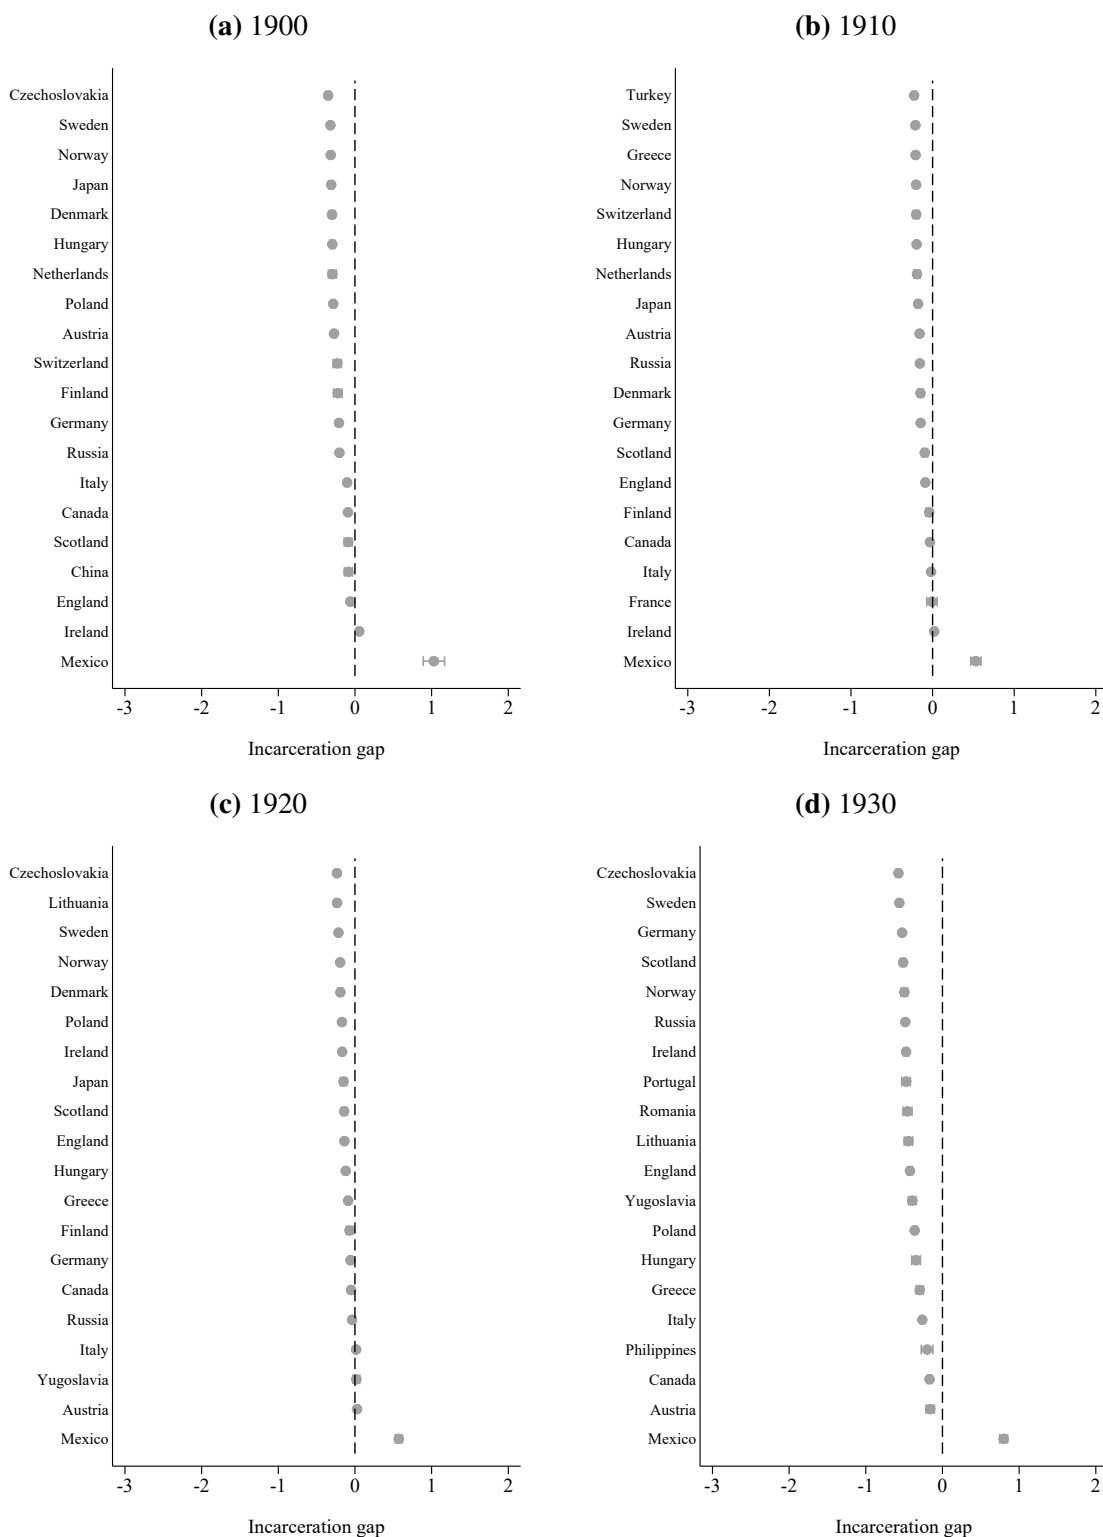 (a) 1900
Czechoslovakia
Sweden
Norway
Japan
Denmark
Hungary
Netherlands
Poland
Austria
Switzerland
Finland
Germany
Russia
Italy
Canada
Scotland
China
England
Ireland
Mexico
-3 -2 -1 0 1 2
Incarceration gap
(b) 1910
Turkey
Sweden
Greece
Norway
Switzerland
Hungary
Netherlands
Japan
Austria
Russia
Denmark
Germany
Scotland
England
Finland
Canada
Italy
France
Ireland
Mexico
-3 -2 -1 0 1 2
Incarceration gap
(c) 1920
Czechoslovakia
Lithuania
Sweden
Norway
Denmark
Poland
Ireland
Japan
Scotland
England
Hungary
Greece
Finland
Germany
Canada
Russia
Italy
Yugoslavia
Austria
Mexico
-3 -2 -1 0 1 2
Incarceration gap
(d) 1930
Czechoslovakia
Sweden
Germany
Scotland
Norway
Russia
Ireland
Portugal
Romania
Lithuania
England
Yugoslavia
Poland
Hungary
Greece
Italy
Philippines
Canada
Austria
Mexico
-3 -2 -1 0 1 2
Incarceration gap